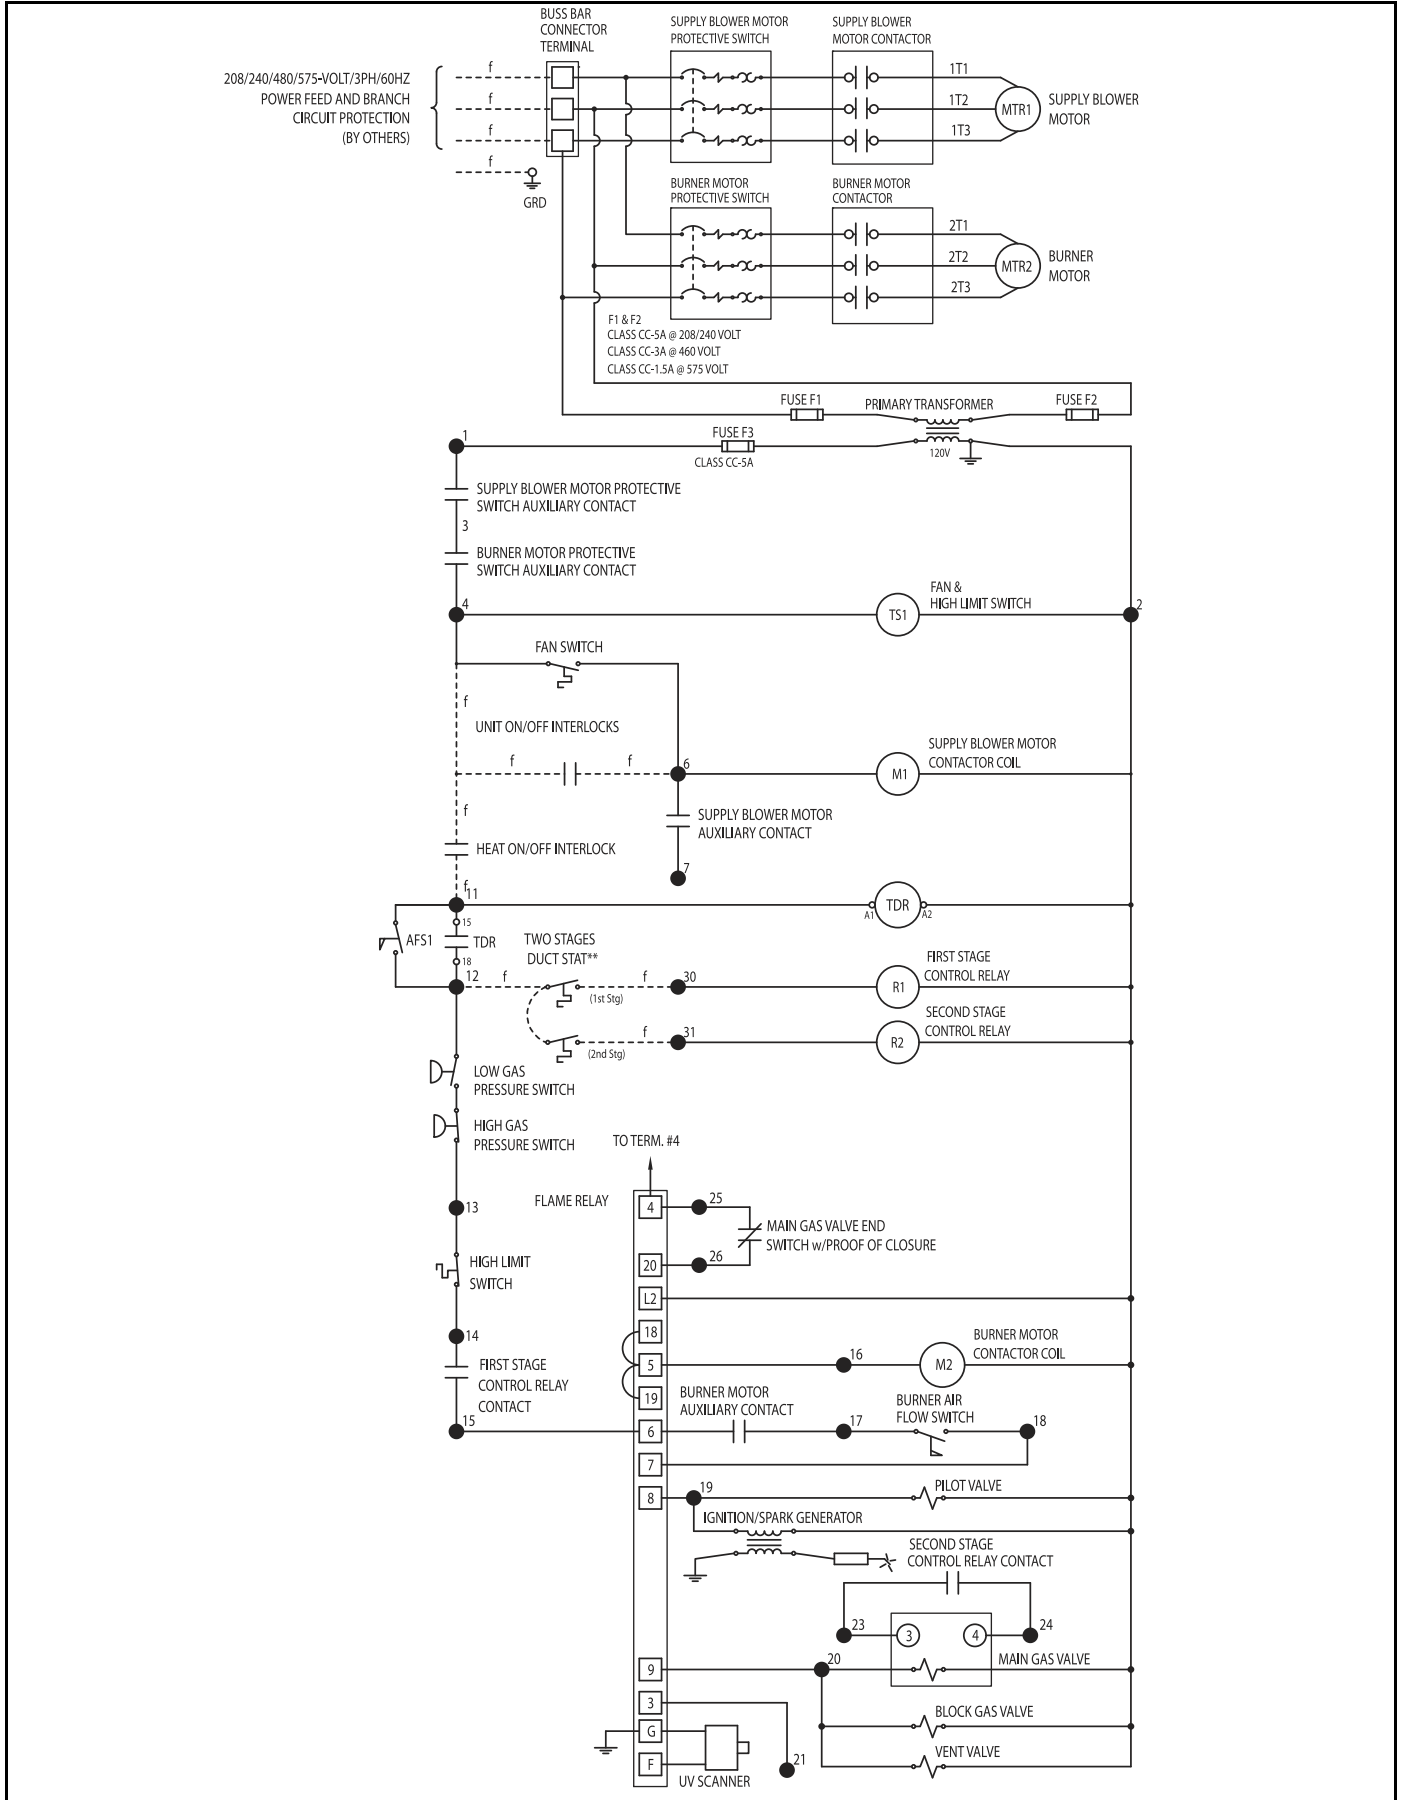 BUSS BAR
CONNECTOR
TERMINAL
SUPPLY BLOWER MOTOR
PROTECTIVE SWITCH
SUPPLY BLOWER
MOTOR CONTACTOR
208/240/480/575-VOLT/3PH/60HZ
POWER FEED AND BRANCH
CIRCUIT PROTECTION
(BY OTHERS)
f
f
f
f
GRD
1T1
1T2
1T3
MTR1
SUPPLY BLOWER
MOTOR
BURNER MOTOR
PROTECTIVE SWITCH
BURNER MOTOR
CONTACTOR
2T1
2T2
2T3
MTR2
BURNER
MOTOR
F1 & F2
CLASS CC-5A @ 208/240 VOLT
CLASS CC-3A @ 460 VOLT
CLASS CC-1.5A @ 575 VOLT
FUSE F1
PRIMARY TRANSFORMER
FUSE F2
1
FUSE F3
CLASS CC-5A
120V
SUPPLY BLOWER MOTOR PROTECTIVE
SWITCH AUXILIARY CONTACT
3
BURNER MOTOR PROTECTIVE
SWITCH AUXILIARY CONTACT
4
TS1
FAN &
HIGH LIMIT SWITCH
2
FAN SWITCH
f
UNIT ON/OFF INTERLOCKS
f
f
6
M1
SUPPLY BLOWER MOTOR
CONTACTOR COIL
f
SUPPLY BLOWER MOTOR
AUXILIARY CONTACT
HEAT ON/OFF INTERLOCK
7
f
11
A1
TDR
A2
15
AFS1
TDR
18
TWO STAGES
DUCT STAT**
12
f
(1st Stg)
f
30
R1
FIRST STAGE
CONTROL RELAY
(2nd Stg)
f
31
R2
SECOND STAGE
CONTROL RELAY
LOW GAS
PRESSURE SWITCH
HIGH GAS
PRESSURE SWITCH
TO TERM. #4
13
FLAME RELAY
4
25
MAIN GAS VALVE END
SWITCH w/PROOF OF CLOSURE
20
26
HIGH LIMIT
SWITCH
L2
18
14
5
16
M2
BURNER MOTOR
CONTACTOR COIL
FIRST STAGE
CONTROL RELAY
CONTACT
19
BURNER MOTOR
AUXILIARY CONTACT
BURNER AIR
FLOW SWITCH
15
6
17
18
7
8
19
PILOT VALVE
IGNITION/SPARK GENERATOR
SECOND STAGE
CONTROL RELAY CONTACT
23
3
4
24
9
20
MAIN GAS VALVE
3
BLOCK GAS VALVE
G
VENT VALVE
F
21
UV SCANNER